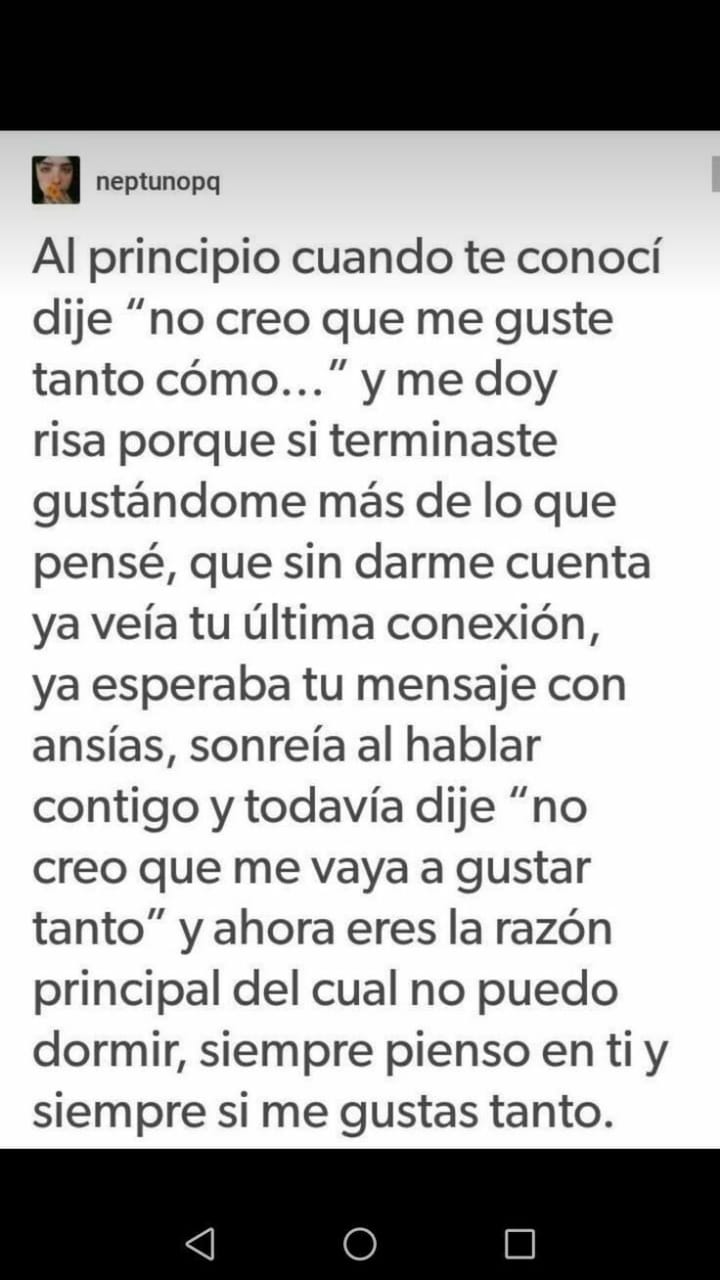 neptunopq
Al principio cuando te conocí
dije “no creo que me guste
tanto cómo...” y me doy
risa porque si terminaste
gustándome más de lo que
pensé, que sin darme cuenta
ya veía tu última conexión,
ya esperaba tu mensaje con
ansías, sonreía al hablar
contigo y todavía dije “no
creo que me vaya a gustar
tanto” y ahora eres la razón
principal del cual no puedo
dormir, siempre pienso en ti y
siempre si me gustas tanto.